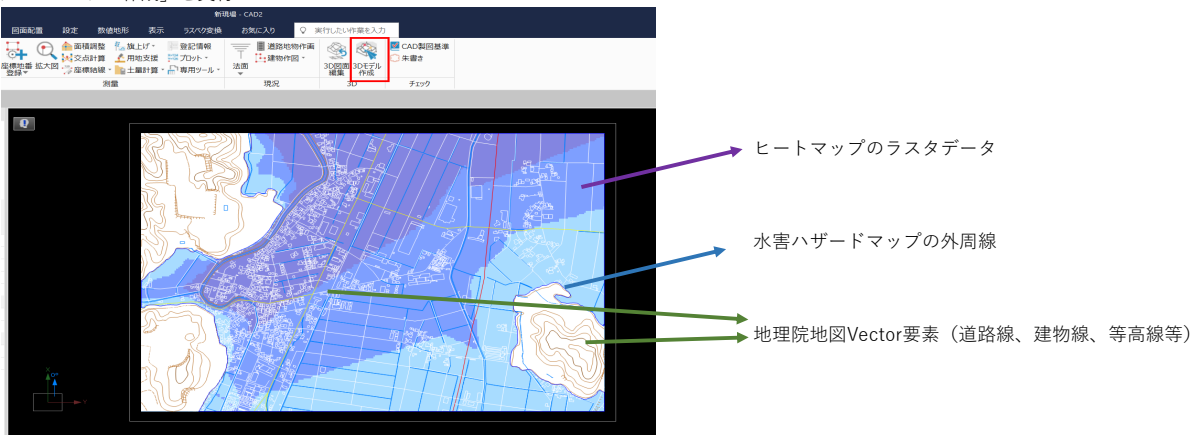 新現場 - CAD2
図面配置 設定 数値地形 表示 ラスベク変換 お気に入り 実行したい作業を入力
座標地番
登録
拡大図
面積調整 旗上げ 登記情報
交点計算 用地支援 プロット
座標結線 土量計算 専用ツール
測量
法面
道路地物作画
建物作図
現況
3D図面
編集
3Dモデル
作成
3D
CAD製図基準
朱書き
チェック
ヒートマップのラスタデータ
水害ハザードマップの外周線
地理院地図Vector要素（道路線、建物線、等高線等）